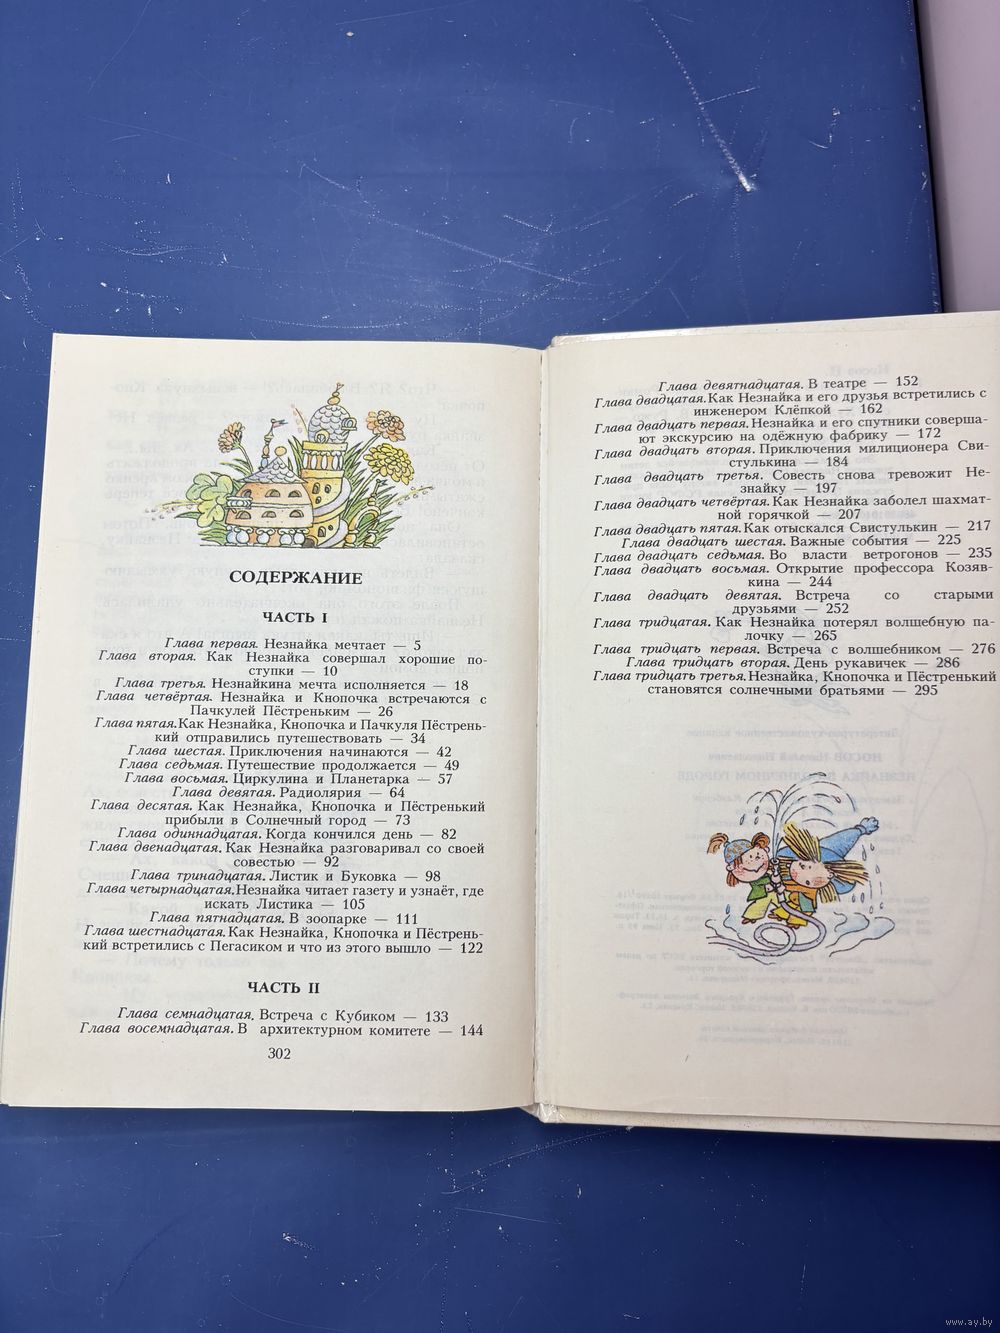 СОДЕРЖАНИЕ
ЧАСТЬ I
Глава первая. Незнайка мечтает — 5
Глава вторая. Как Незнайка совершал хорошие по-
ступки — 10
Глава третья. Незнайкина мечта исполняется — 18
Глава четвёртая. Незнайка и Кнопочка встречаются с
Пачкулей Пёстреньким — 26
Глава пятая. Как Незнайка, Кнопочка и Пачкуля Пёстрень-
кий отправились путешествовать — 34
Глава шестая. Приключения начинаются — 42
Глава седьмая. Путешествие продолжается — 49
Глава восьмая. Циркулина и Планетарка — 57
Глава девятая. Радиолярия — 64
Глава десятая. Как Незнайка, Кнопочка и Пёстренький
прибыли в Солнечный город — 73
Глава одиннадцатая. Когда кончился день — 82
Глава двенадцатая. Как Незнайка разговаривал со своей
совестью — 92
Глава тринадцатая. Листик и Буковка — 98
Глава четырнадцатая. Незнайка читает газету и узнаёт, где
искать Листика — 105
Глава пятнадцатая. В зоопарке — 111
Глава шестнадцатая. Как Незнайка, Кнопочка и Пёстрень-
кий встретились с Пегасиком и что из этого вышло — 122
ЧАСТЬ II
Глава семнадцатая. Встреча с Кубиком — 133
Глава восемнадцатая. В архитектурном комитете — 144
302
Глава девятнадцатая. В театре — 152
Глава двадцатая. Как Незнайка и его друзья встретились с
инженером Клёпкой — 162
Глава двадцать первая. Незнайка и его спутники соверша-
ют экскурсию на одёжную фабрику — 172
Глава двадцать вторая. Приключения милиционера Сви-
стулькина — 184
Глава двадцать третья. Совесть снова тревожит Не-
знайку — 197
Глава двадцать четвёртая. Как Незнайка заболел шахмат-
ной горячкой — 207
Глава двадцать пятая. Как отыскался Свистулькин — 217
Глава двадцать шестая. Важные события — 225
Глава двадцать седьмая. Во власти ветрогонов — 235
Глава двадцать восьмая. Открытие профессора Козяв-
кина — 244
Глава двадцать девятая. Встреча со старыми
друзьями — 252
Глава тридцатая. Как Незнайка потерял волшебную па-
лочку — 265
Глава тридцать первая. Встреча с волшебником — 276
Глава тридцать вторая. День рукавичек — 286
Глава тридцать третья. Незнайка, Кнопочка и Пёстренький
становятся солнечными братьями — 295
www.ay.by